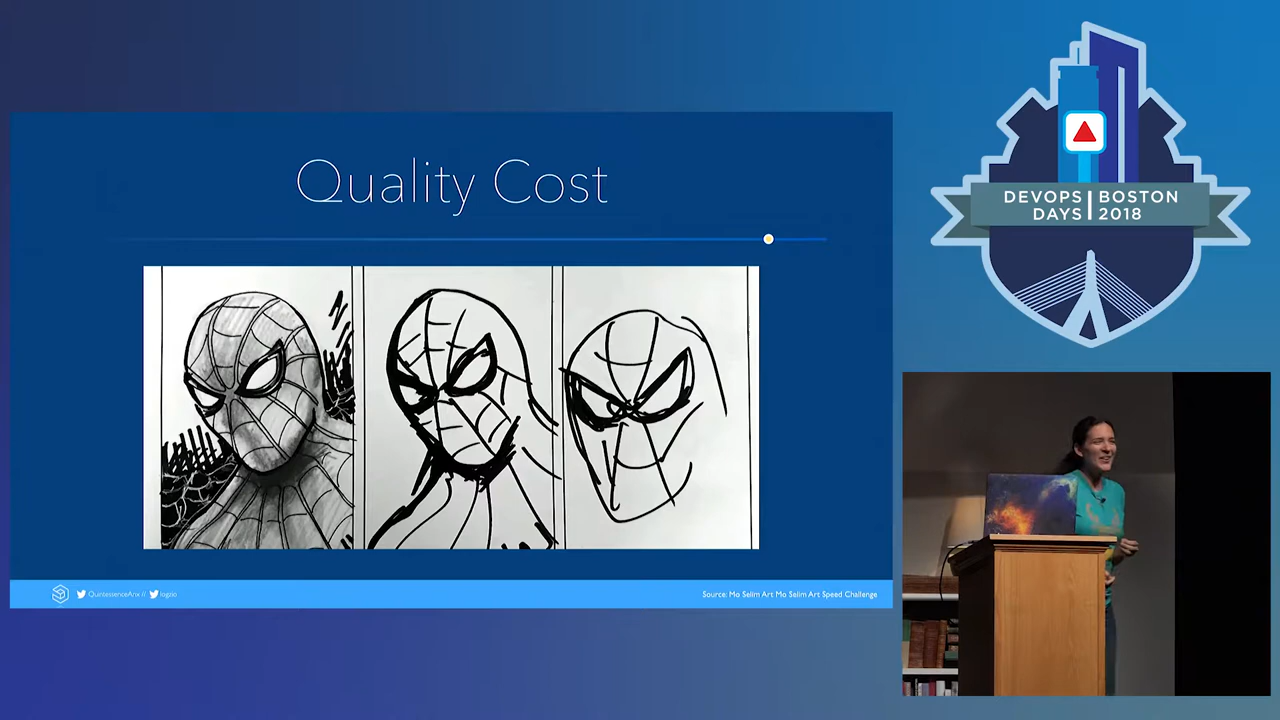 Quality Cost
DEVOPS BOSTON
DAYS 2018
QuintessenceAnx // logzio
Source: Mo Selim Art Mo Selim Art Speed Challenge